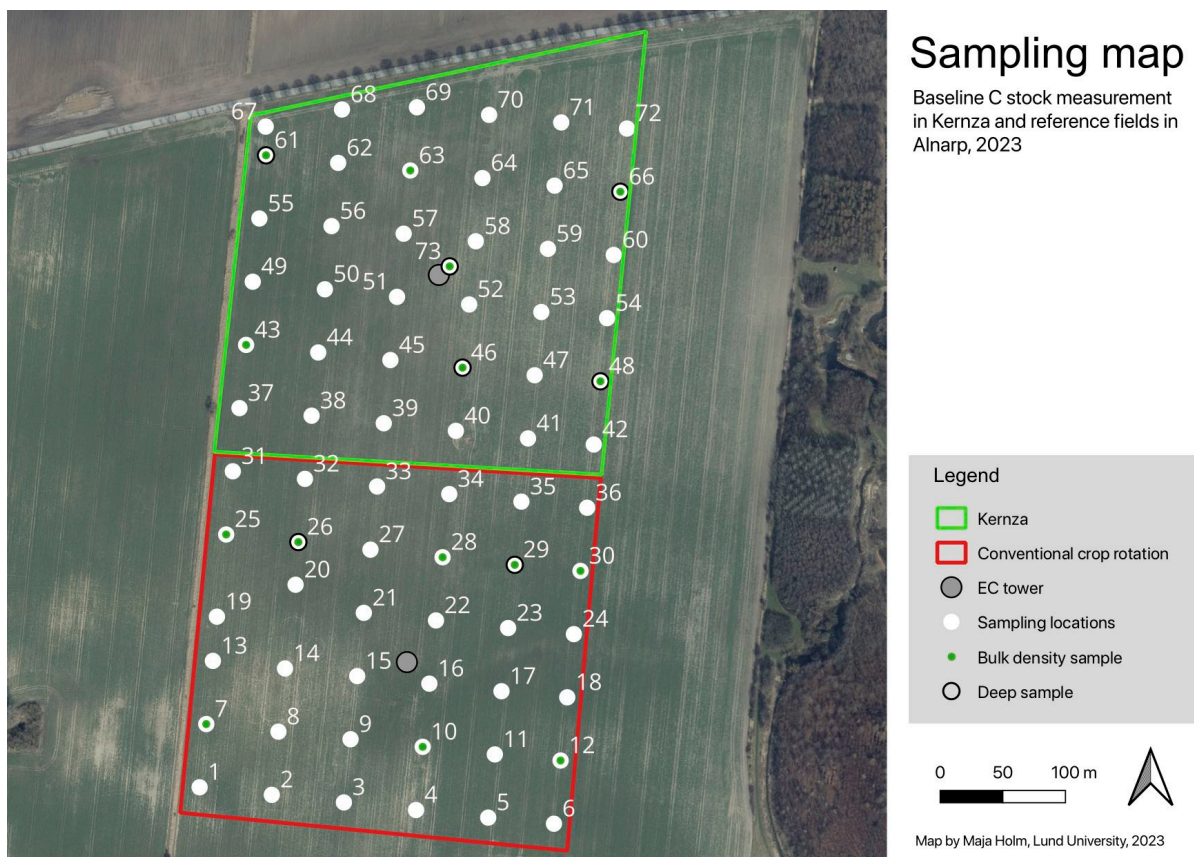 Sampling map
Baseline C stock measurement
in Kernza and reference fields in
Alnarp, 2023
67 68 69 70 71 72
61 62 63 64 65 66
55 56 57 58 59 60
73
49 50 51 52 53 54
43 44 45 46 47 48
37 38 39 40 41 42
31 32 33 34 35 36
25 26 27 28 29 30
20
19 21 22 23 24
13 14 15 16 17 18
7 8 9 10 11 12
1 2 3 4 5 6
Legend
Kernza
Conventional crop rotation
EC tower
Sampling locations
Bulk density sample
Deep sample
0 50 100 m
Map by Maja Holm, Lund University, 2023